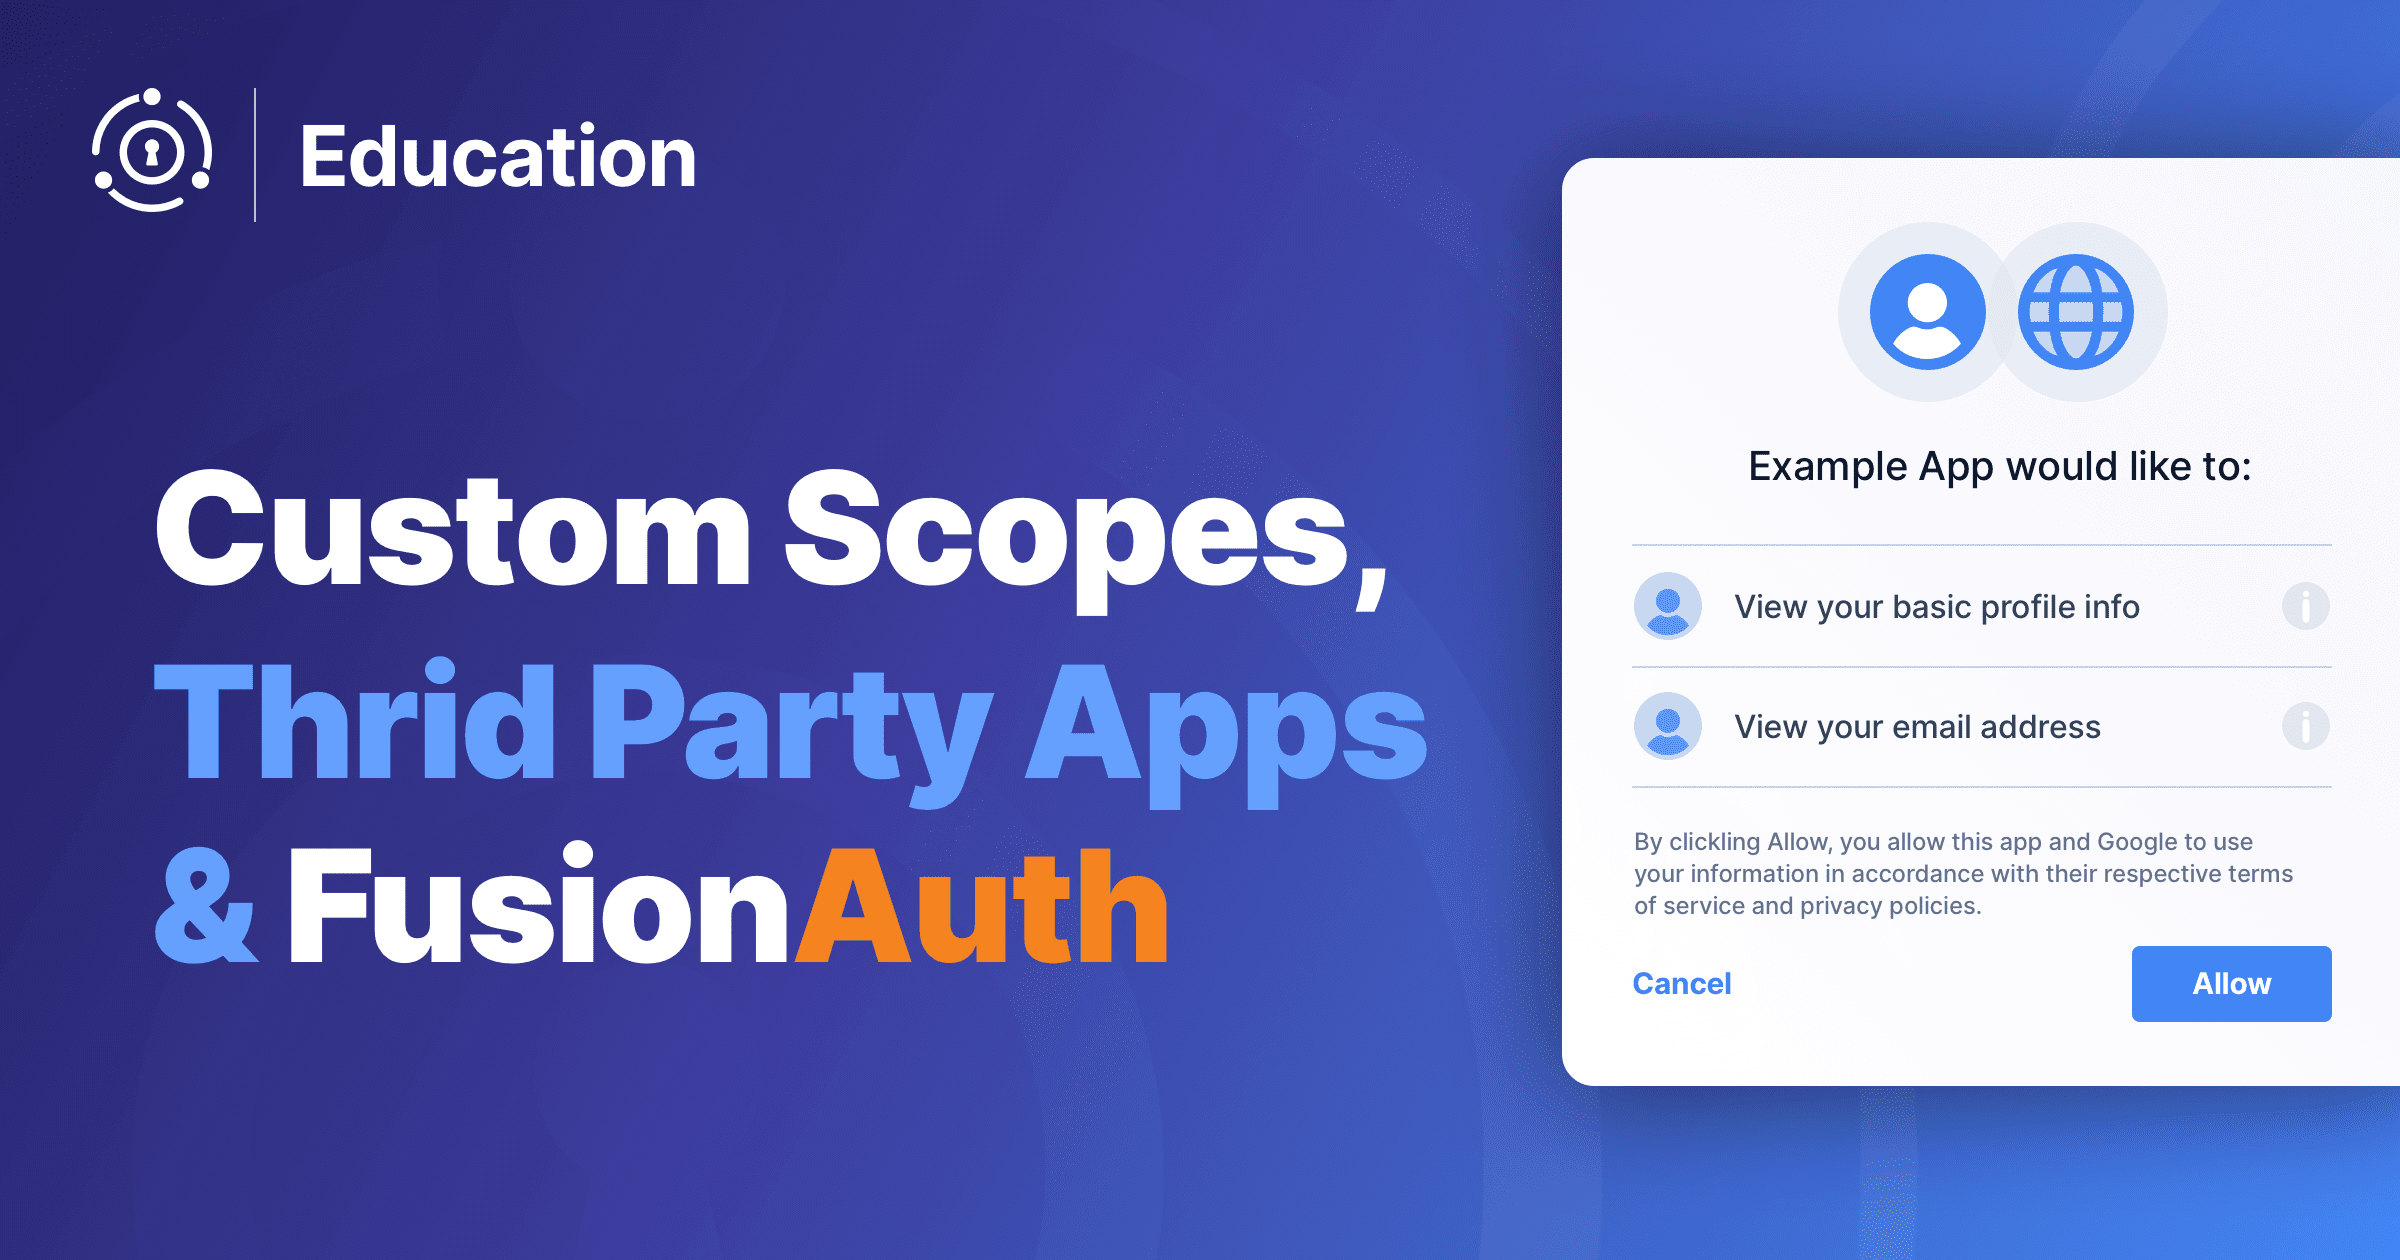 Education
Custom Scopes,
Thrid Party Apps
& FusionAuth
Example App would like to:
View your basic profile info
View your email address
By clickling Allow, you allow this app and Google to use
your information in accordance with their respective terms
of service and privacy policies.
Cancel
Allow